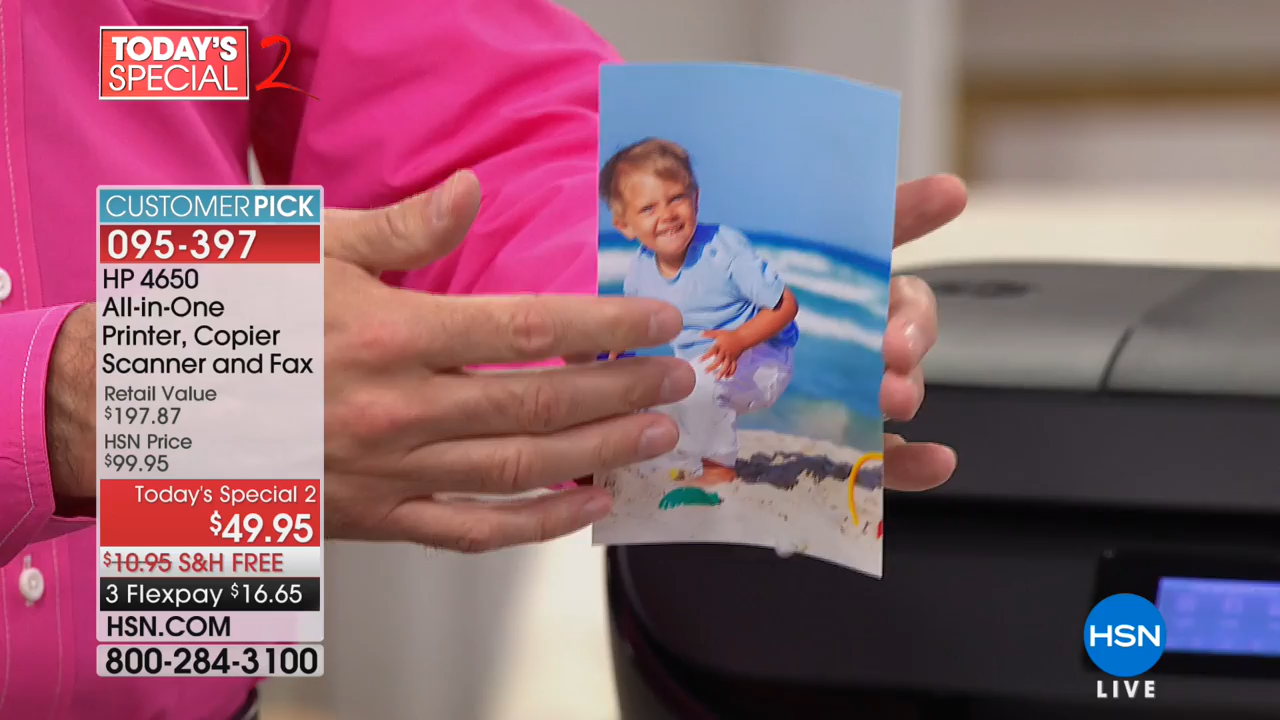 TODAY'S
SPECIAL 2
CUSTOMER PICK
095-397
HP 4650
All-in-One
Printer, Copier
Scanner and Fax
Retail Value
$197.87
HSN Price
$99.95
Today's Special 2
$49.95
$10.95 S&H FREE
3 Flexpay $16.65
HSN.COM
800-284-3100
HSN
LIVE